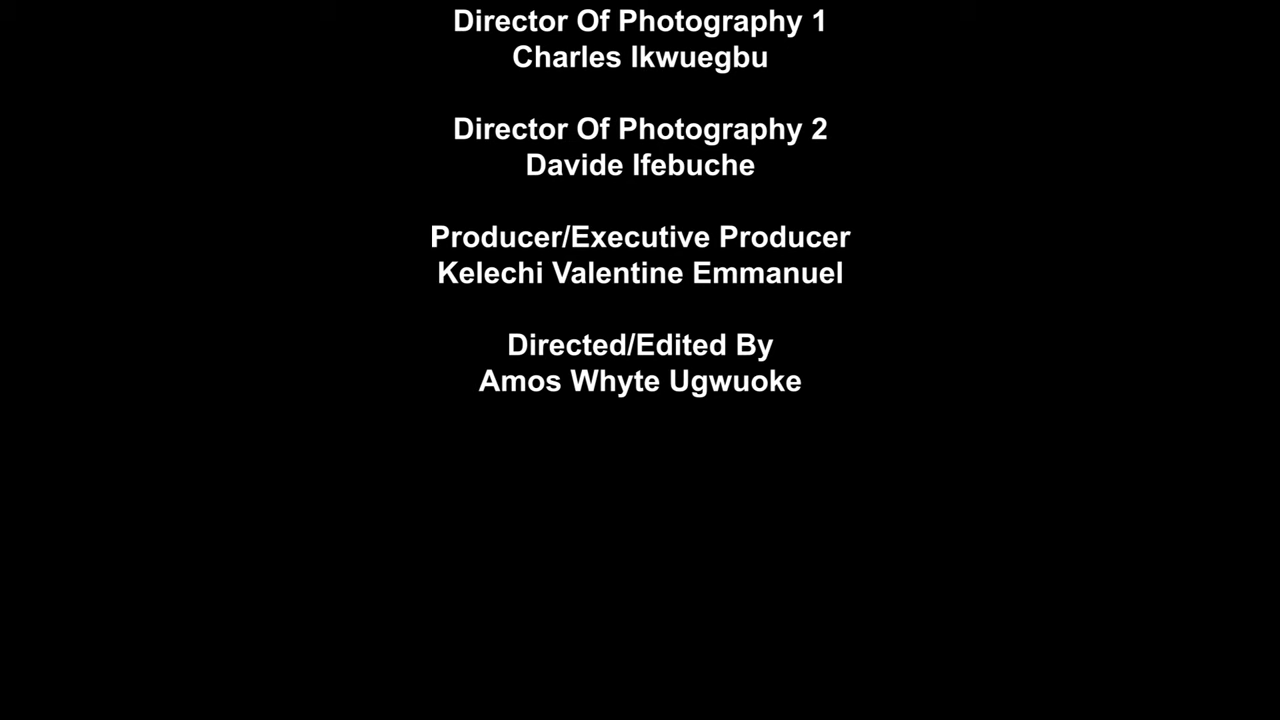 Director Of Photography 1
Charles Ikwuegbu
Director Of Photography 2
Davide Ifebuche
Producer/Executive Producer
Kelechi Valentine Emmanuel
Directed/Edited By
Amos Whyte Ugwuoke